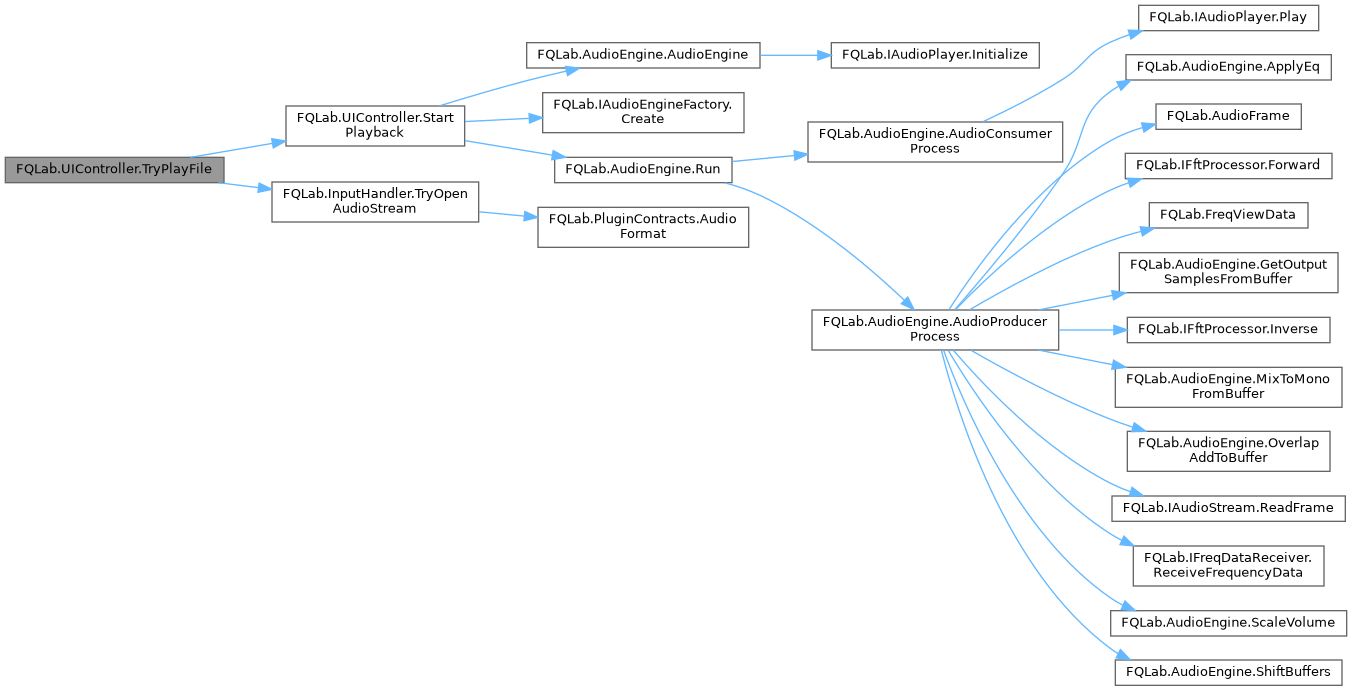 FQLab.UIController.TryPlayFile
FQLab.UIController.Start
Playback
FQLab.InputHandler.TryOpen
AudioStream
FQLab.AudioEngine.AudioEngine
FQLab.IAudioEngineFactory.
Create
FQLab.AudioEngine.Run
FQLab.PluginContracts.Audio
Format
FQLab.IAudioPlayer.Initialize
FQLab.AudioEngine.AudioConsumer
Process
FQLab.AudioEngine.AudioProducer
Process
FQLab.IAudioPlayer.Play
FQLab.AudioEngine.ApplyEq
FQLab.AudioFrame
FQLab.IFftProcessor.Forward
FQLab.FreqViewData
FQLab.AudioEngine.GetOutput
SamplesFromBuffer
FQLab.IFftProcessor.Inverse
FQLab.AudioEngine.MixToMono
FromBuffer
FQLab.AudioEngine.Overlap
AddToBuffer
FQLab.IAudioStream.ReadFrame
FQLab.IFreqDataReceiver.
ReceiveFrequencyData
FQLab.AudioEngine.ScaleVolume
FQLab.AudioEngine.ShiftBuffers